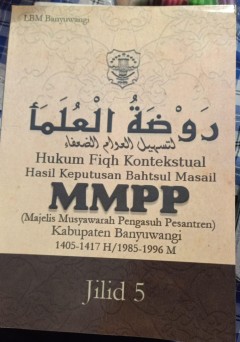 LBM Banyuwangi
رَوْضَةُ الْعُلَمَاْ
لتسهيل العوام الضعفاء
Hukum Fiqh Kontekstual
Hasil Keputusan Bahtsul Masail
MMPP
(Majelis Musyawarah Pengasuh Pesantren)
Kabupaten Banyuwangi
1405-1417 H/1985-1996 M
Jilid 5